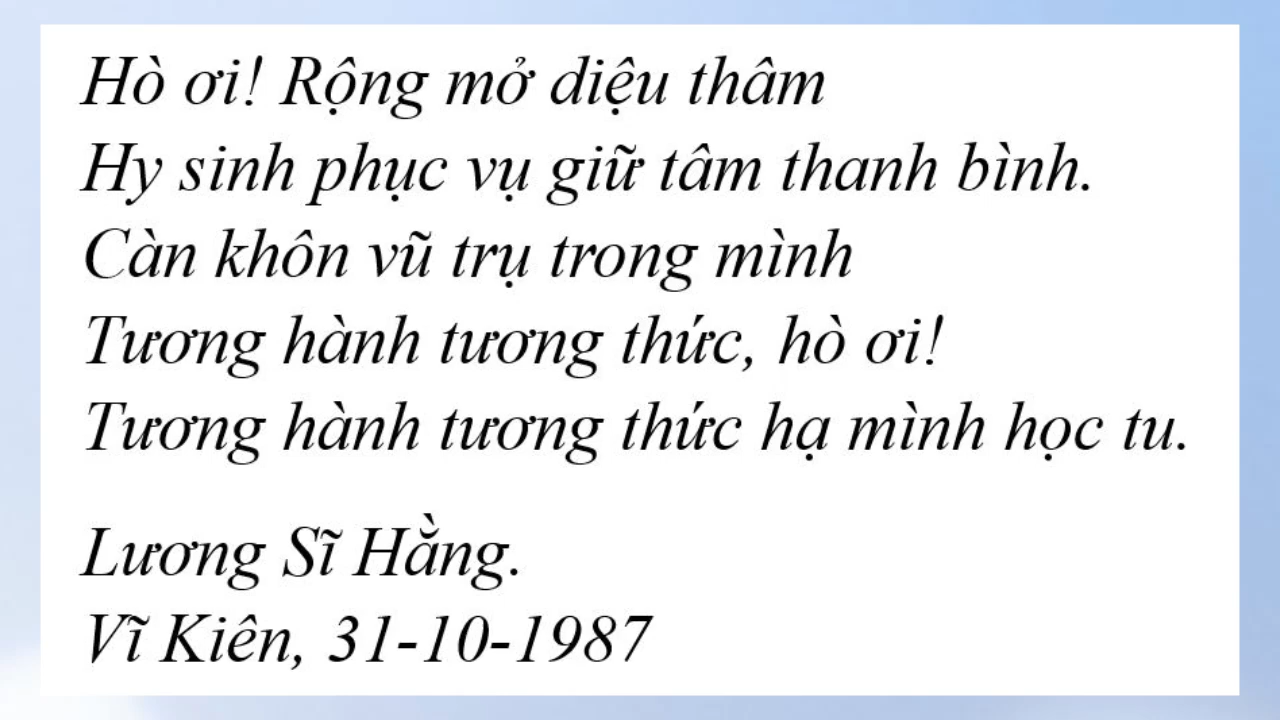 Hò ơi! Rộng mở diệu thâm
Hy sinh phục vụ giữ tâm thanh bình.
Càn khôn vũ trụ trong mình
Tương hành tương thức, hò ơi!
Tương hành tương thức hạ mình học tu.
Lương Sĩ Hằng.
Vĩ Kiên, 31-10-1987